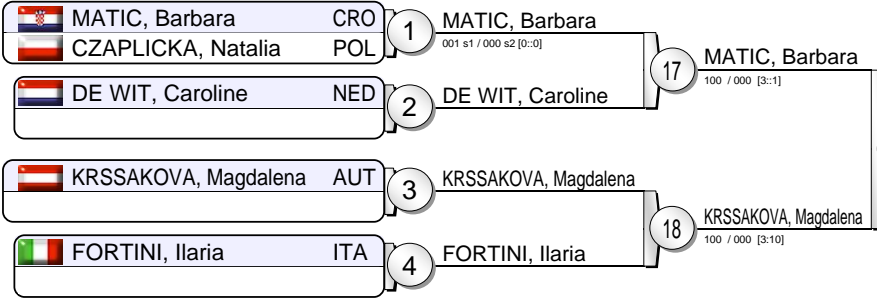 MATIC, Barbara CRO
CZAPLICKA, Natalia POL
1
MATIC, Barbara
001 s1 / 000 s2 [0::0]
DE WIT, Caroline NED
2
DE WIT, Caroline
17
MATIC, Barbara
100 / 000 [3::1]
KRSSAKOVA, Magdalena AUT
3
KRSSAKOVA, Magdalena
FORTINI, Ilaria ITA
4
FORTINI, Ilaria
18
KRSSAKOVA, Magdalena
100 / 000 [3:10]